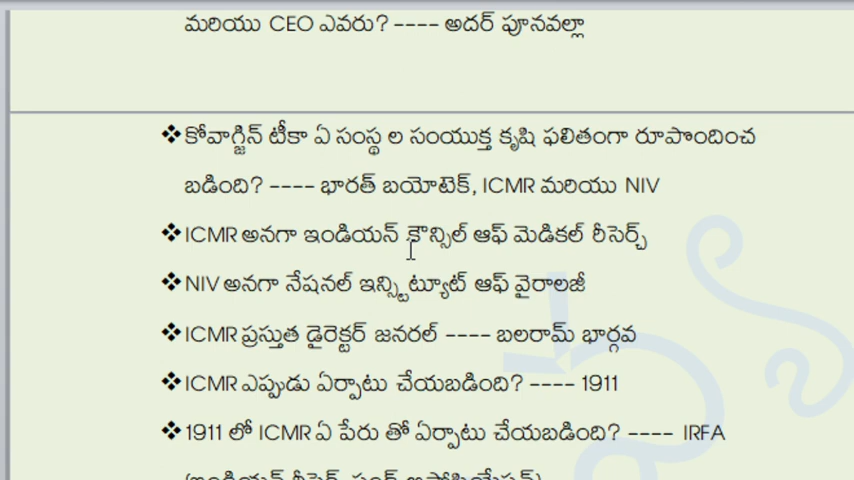 మరియు CEO ఎవరు? ---- అదర్ పూనవల్లా
❖కోవాగ్జిన్ టీకా ఏ సంస్థ ల సంయుక్త కృషి ఫలితంగా రూపొందించ
బడింది? ---- భారత్ బయోటెక్, ICMR మరియు NIV
❖ICMR అనగా ఇండియన్ కౌన్సిల్ ఆఫ్ మెడికల్ రీసెర్చ్
❖NIV అనగా నేషనల్ ఇన్స్టిట్యూట్ ఆఫ్ వైరాలజీ
❖ICMR ప్రస్తుత డైరెక్టర్ జనరల్ ---- బలరామ్ భార్గవ
❖ICMR ఎప్పుడు ఏర్పాటు చేయబడింది? ---- 1911
❖1911 లో ICMR ఏ పేరు తో ఏర్పాటు చేయబడింది? ---- IRFA